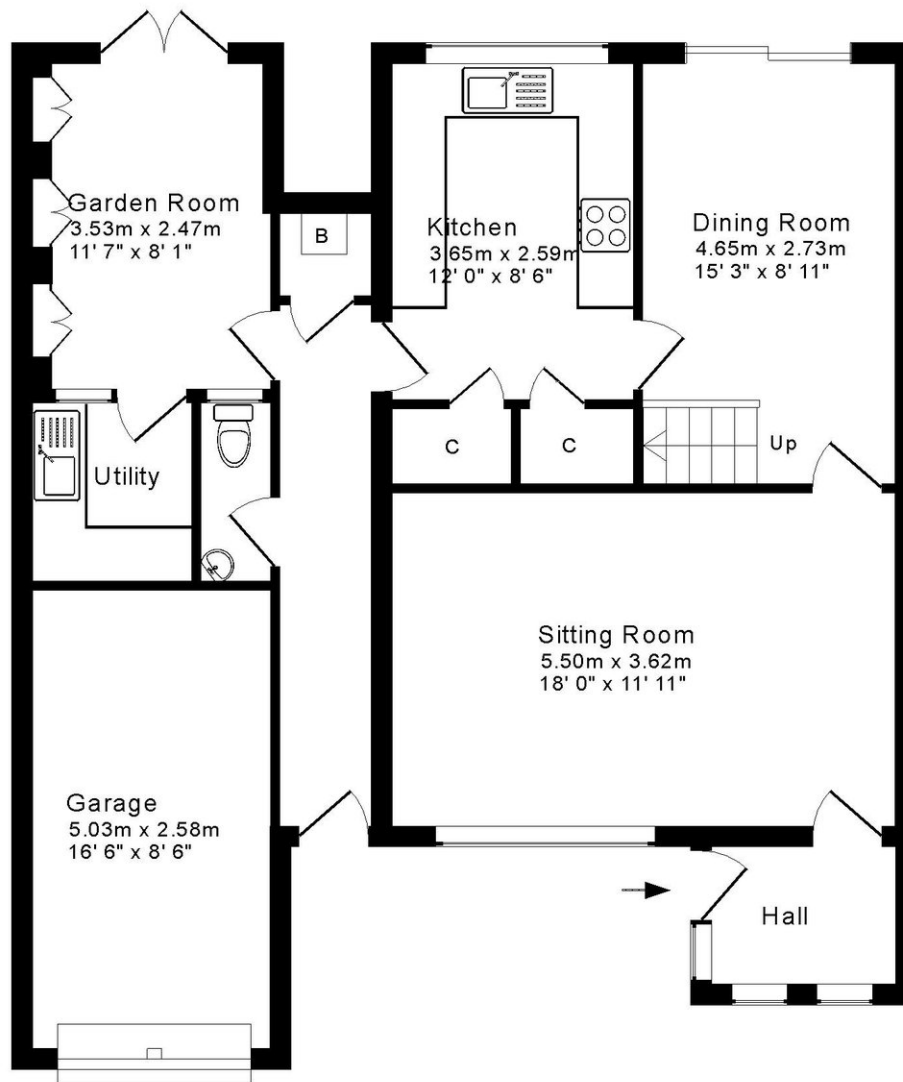 Garden Room
3.53m x 2.47m
11' 7" x 8' 1"
B
Kitchen
3.65m x 2.59m
12' 0" x 8' 6"
Dining Room
4.65m x 2.73m
15' 3" x 8' 11"
Utility
C
C
Up
Sitting Room
5.50m x 3.62m
18' 0" x 11' 11"
Garage
5.03m x 2.58m
16' 6" x 8' 6"
Hall